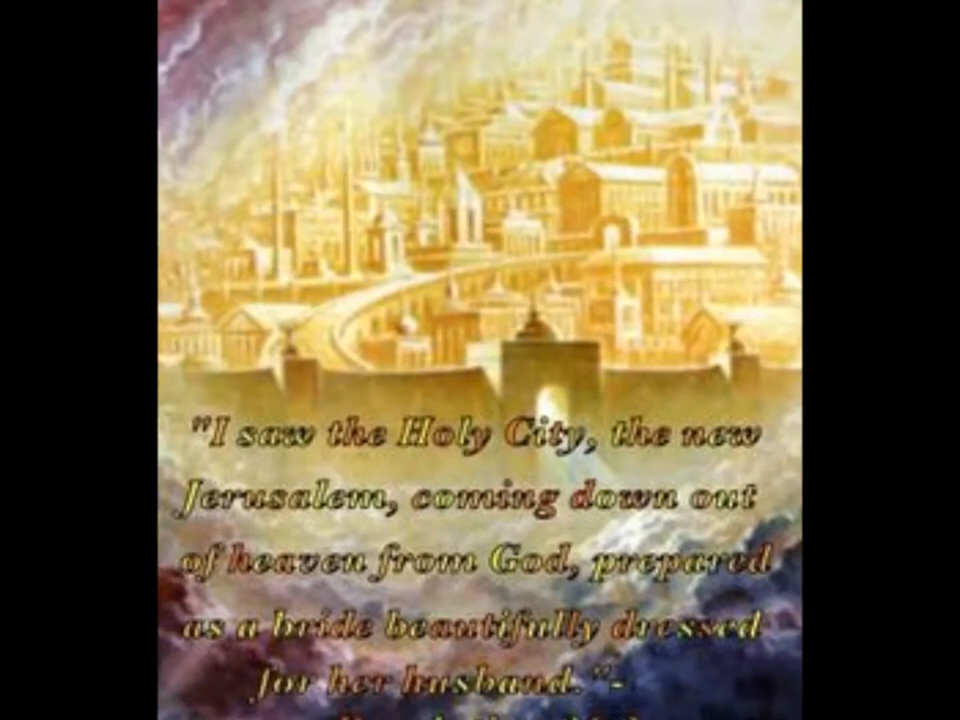 "I saw the Holy City, the new
Jerusalem, coming down out
of heaven from God, prepared
as a bride beautifully dressed
for her husband."-